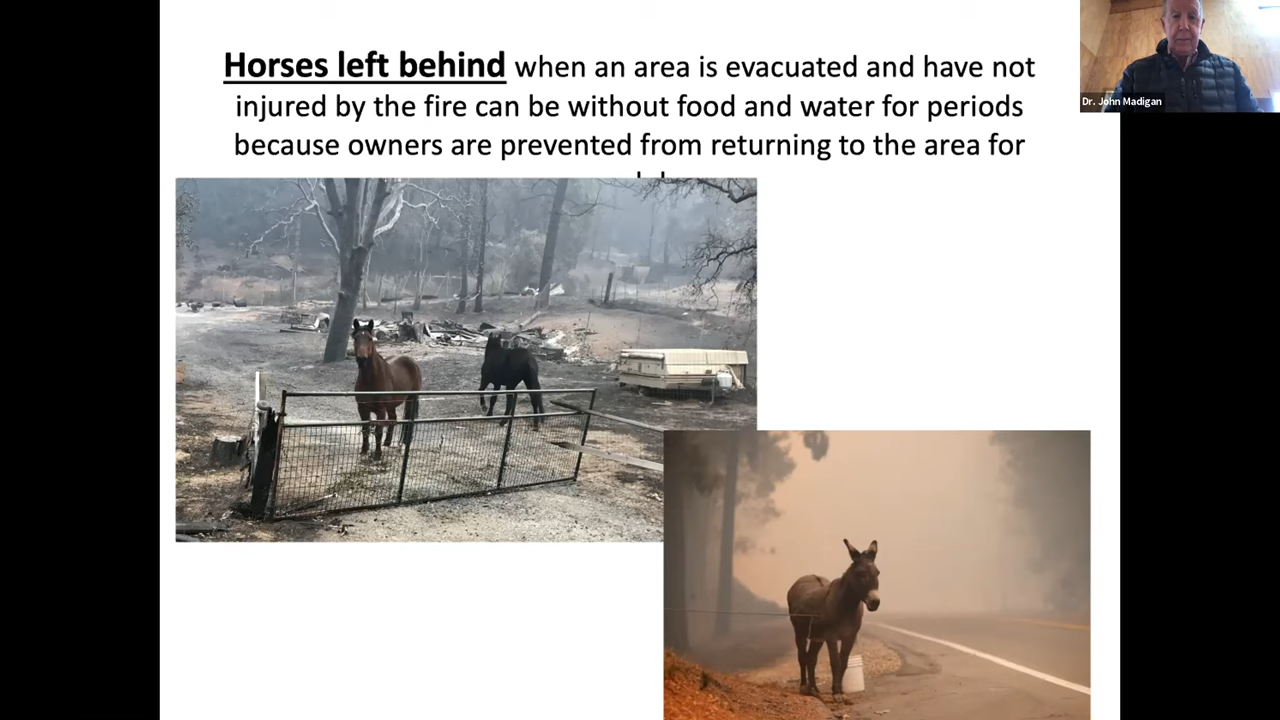 Horses left behind when an area is evacuated and have not
injured by the fire can be without food and water for periods
because owners are prevented from returning to the area for
Dr. John Madigan